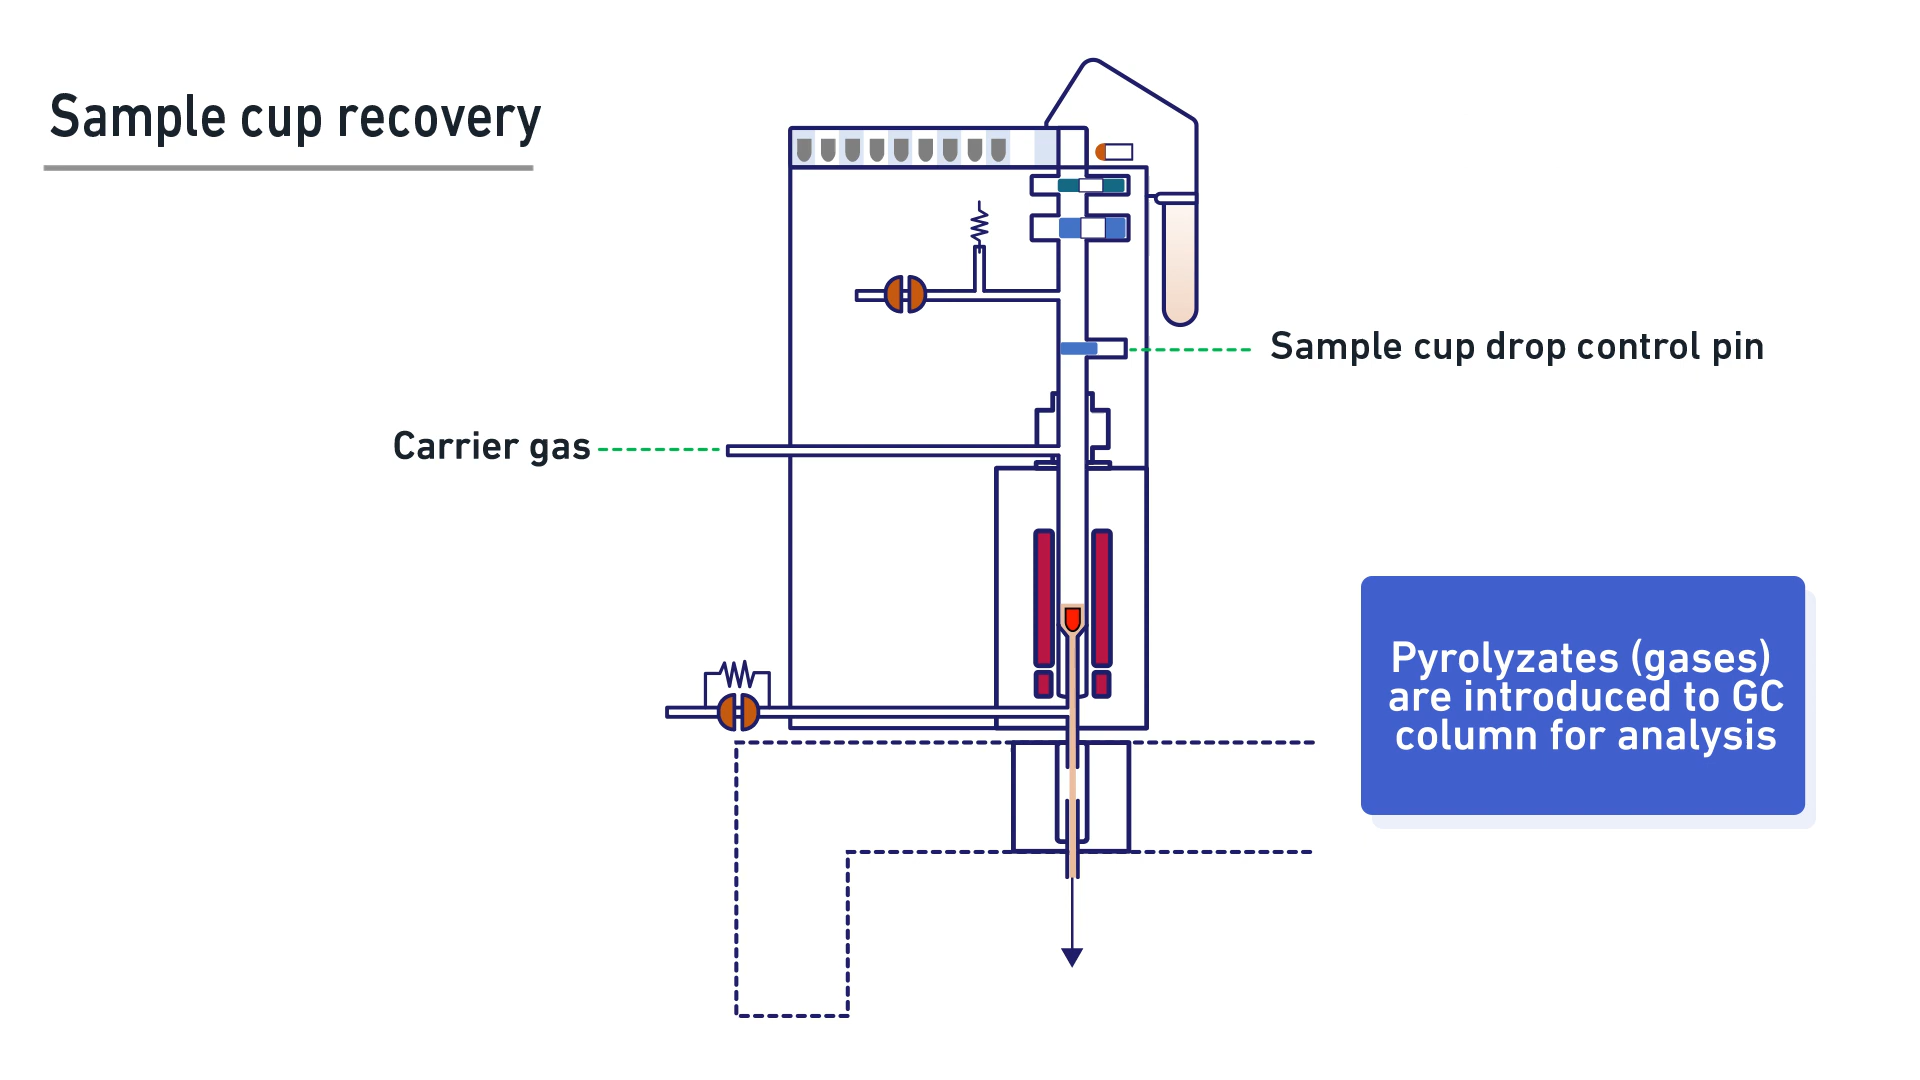 Sample cup recovery
Sample cup drop control pin
Carrier gas
Pyrolyzates (gases)
are introduced to GC
column for analysis